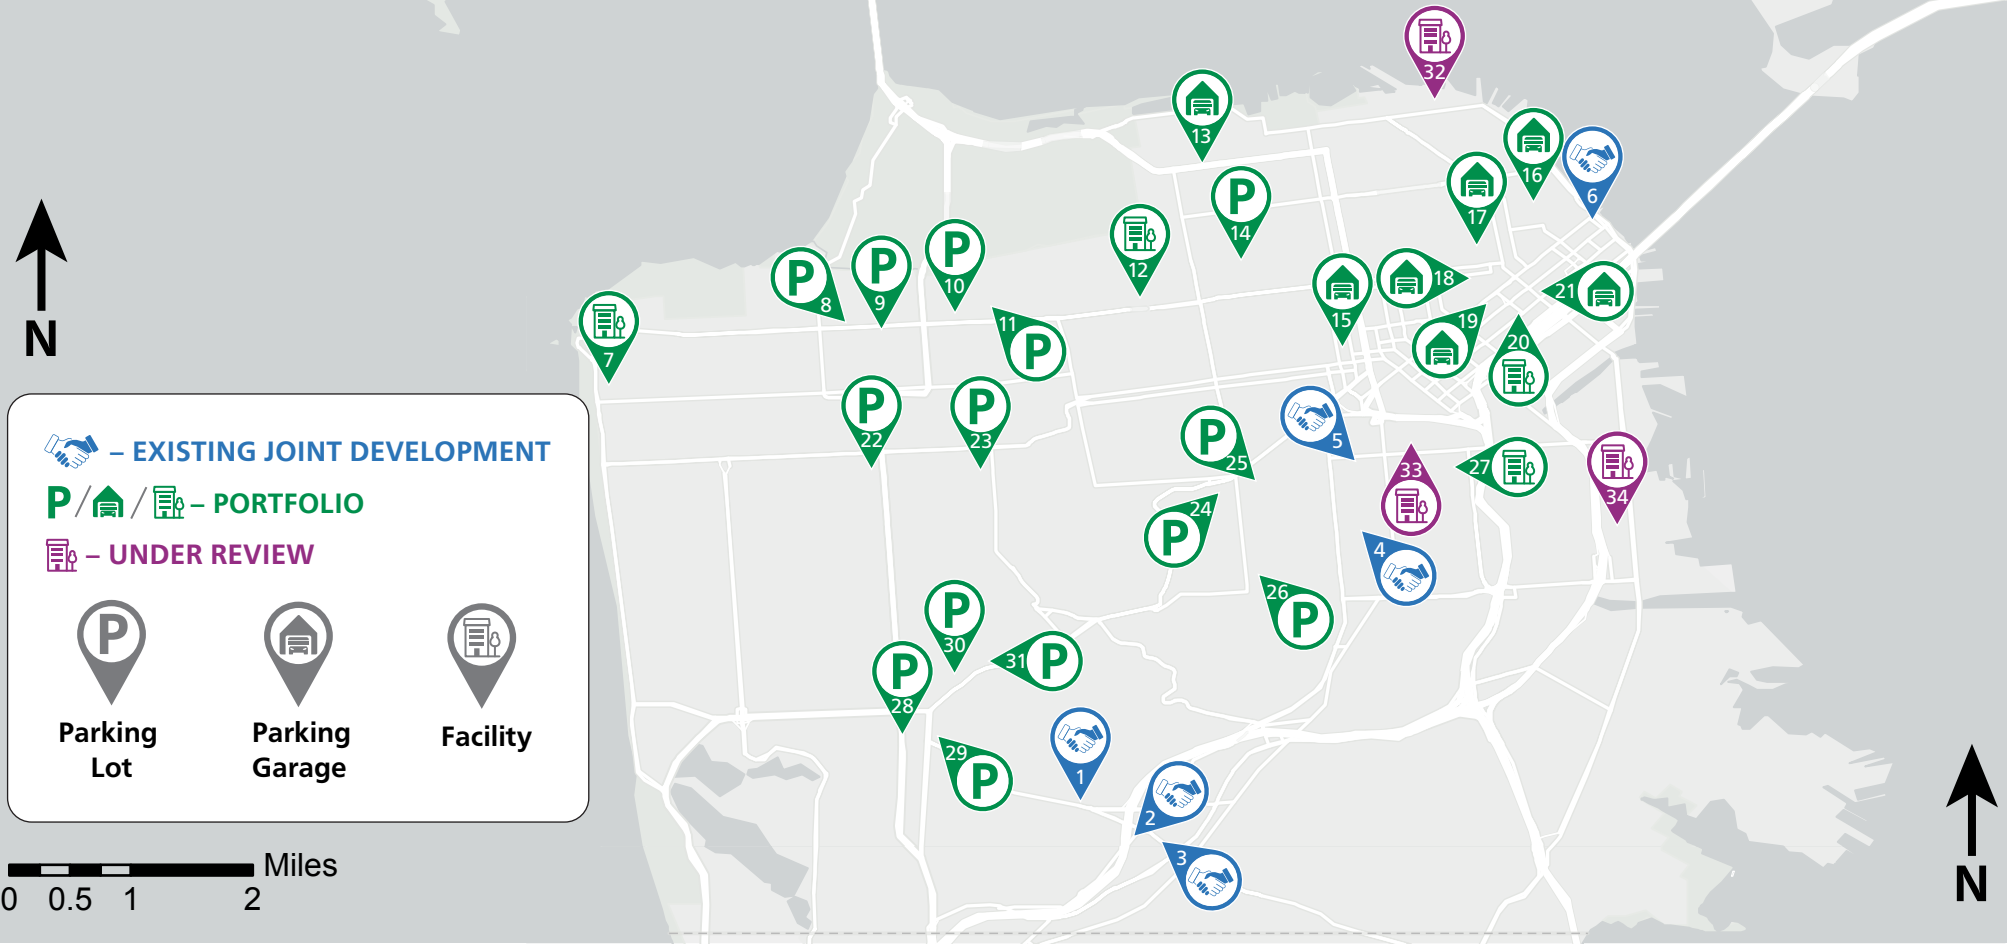 32
13
16
6
17
14
12
10
9
8
11
7
15
18
19
20
21
22
23
25
24
5
33
27
34
4
26
30
31
28
29
1
2
3
N
– EXISTING JOINT DEVELOPMENT
P/ / – PORTFOLIO
– UNDER REVIEW
P
Parking
Lot
Parking
Garage
Facility
Miles
0 0.5 1 2
N
P
P
P
P
P
P
P
P
P
P
P
P
P
P